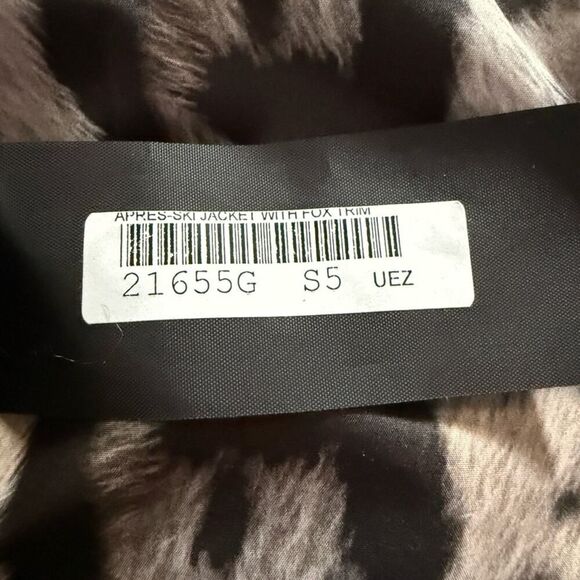 APRES-SKI JACKET WITH FOX TRIM
21655G S5 UEZ